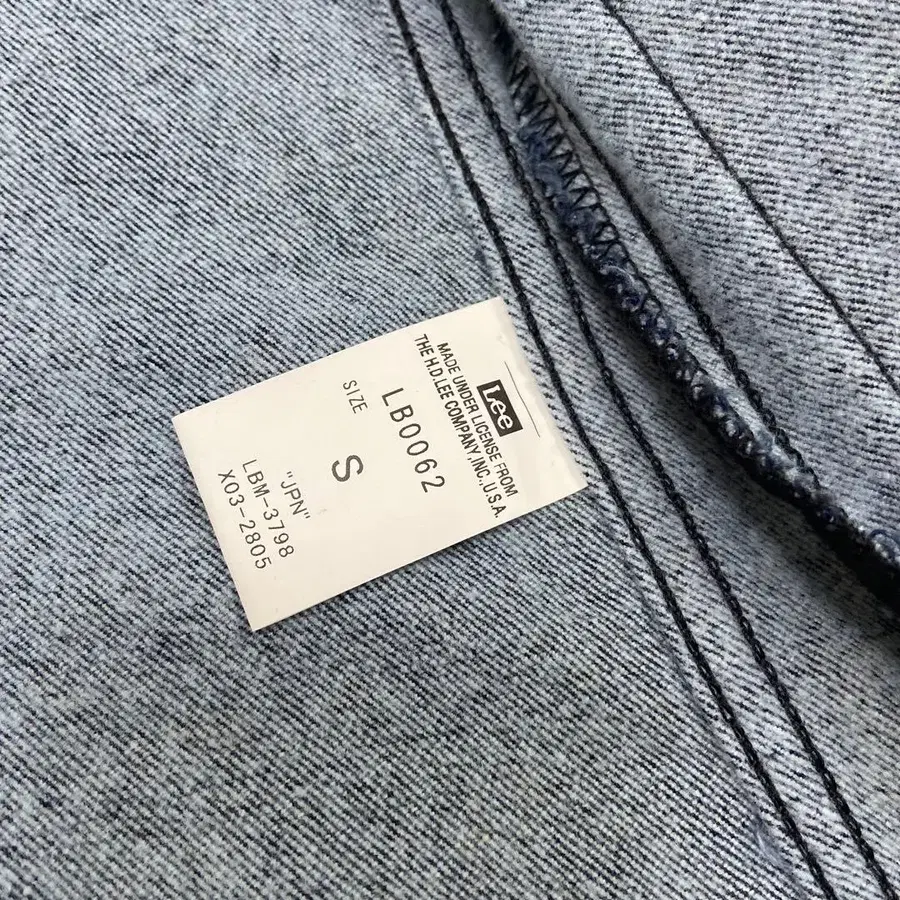 Lee
MADE UNDER LICENSE FROM
THE H.D.LEE COMPANY,INC. U.S.A.
LB0062
SIZE
S
"JPN"
LBM-3798
X03-2805